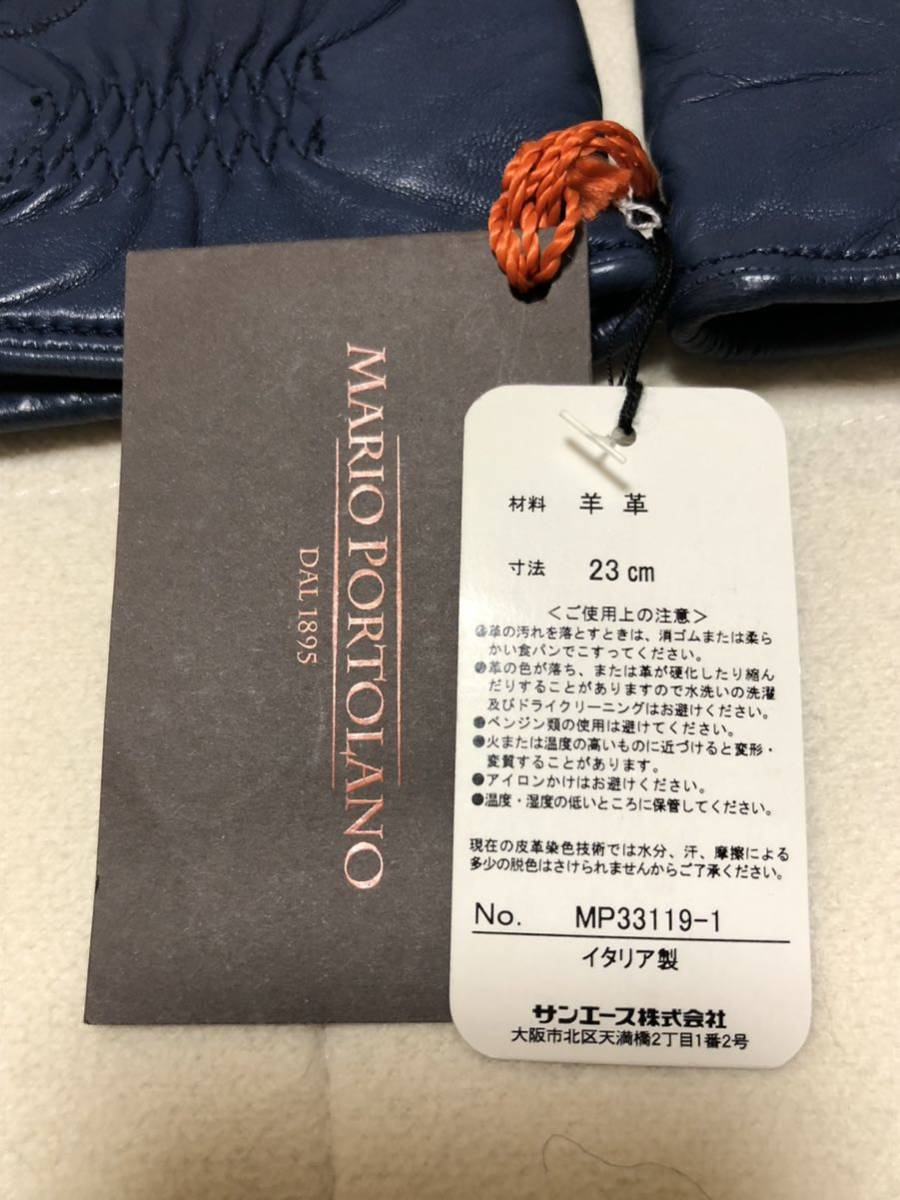 MARIO PORTOLANO
DAL 1895
材料 羊革
寸法 23cm
＜ご使用上の注意＞
●革の汚れを落とすときは、消ゴムまたは柔ら
かい食パンでこすってください。
●革の色が落ち、または革が硬化したり縮ん
だりすることがありますので水洗いの洗濯
及びドライクリーニングはお避けください。
●ベンジン類の使用は避けてください。
●火または温度の高いものに近づけると変形・
変質することがあります。
●アイロンかけはお避けください。
●温度・湿度の低いところに保管してください。
現在の皮革染色技術では水分、汗、摩擦による
多少の脱色はさけられませんからご了承ください。
No. MP33119-1
イタリア製
サンエース株式会社
大阪市北区天満橋2丁目1番2号